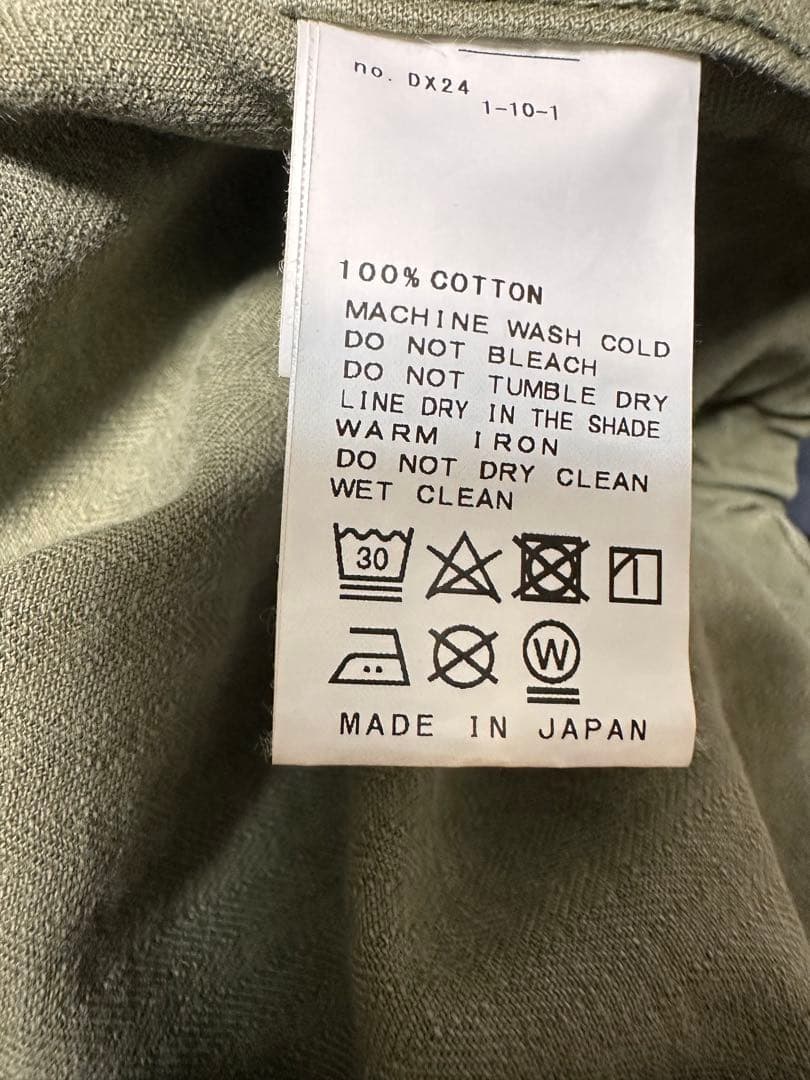 no. DX24
1-10-1
100% COTTON
MACHINE WASH COLD
DO NOT BLEACH
DO NOT TUMBLE DRY
LINE DRY IN THE SHADE
WARM IRON
DO NOT DRY CLEAN
WET CLEAN
30
W
MADE IN JAPAN